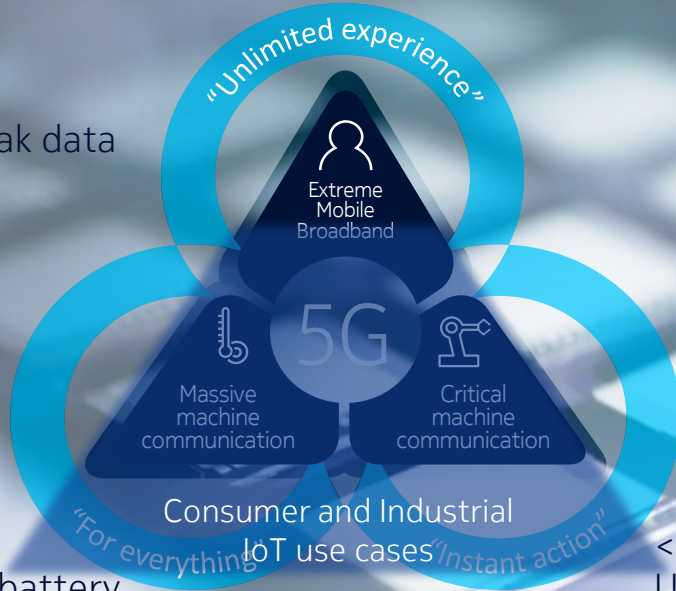 “Unlimited experience”
ak data
Extreme
Mobile
Broadband
5G
Massive
machine
communication
Critical
machine
communication
Consumer and Industrial
IoT use cases
“For everything”
“Instant action”
<
battery